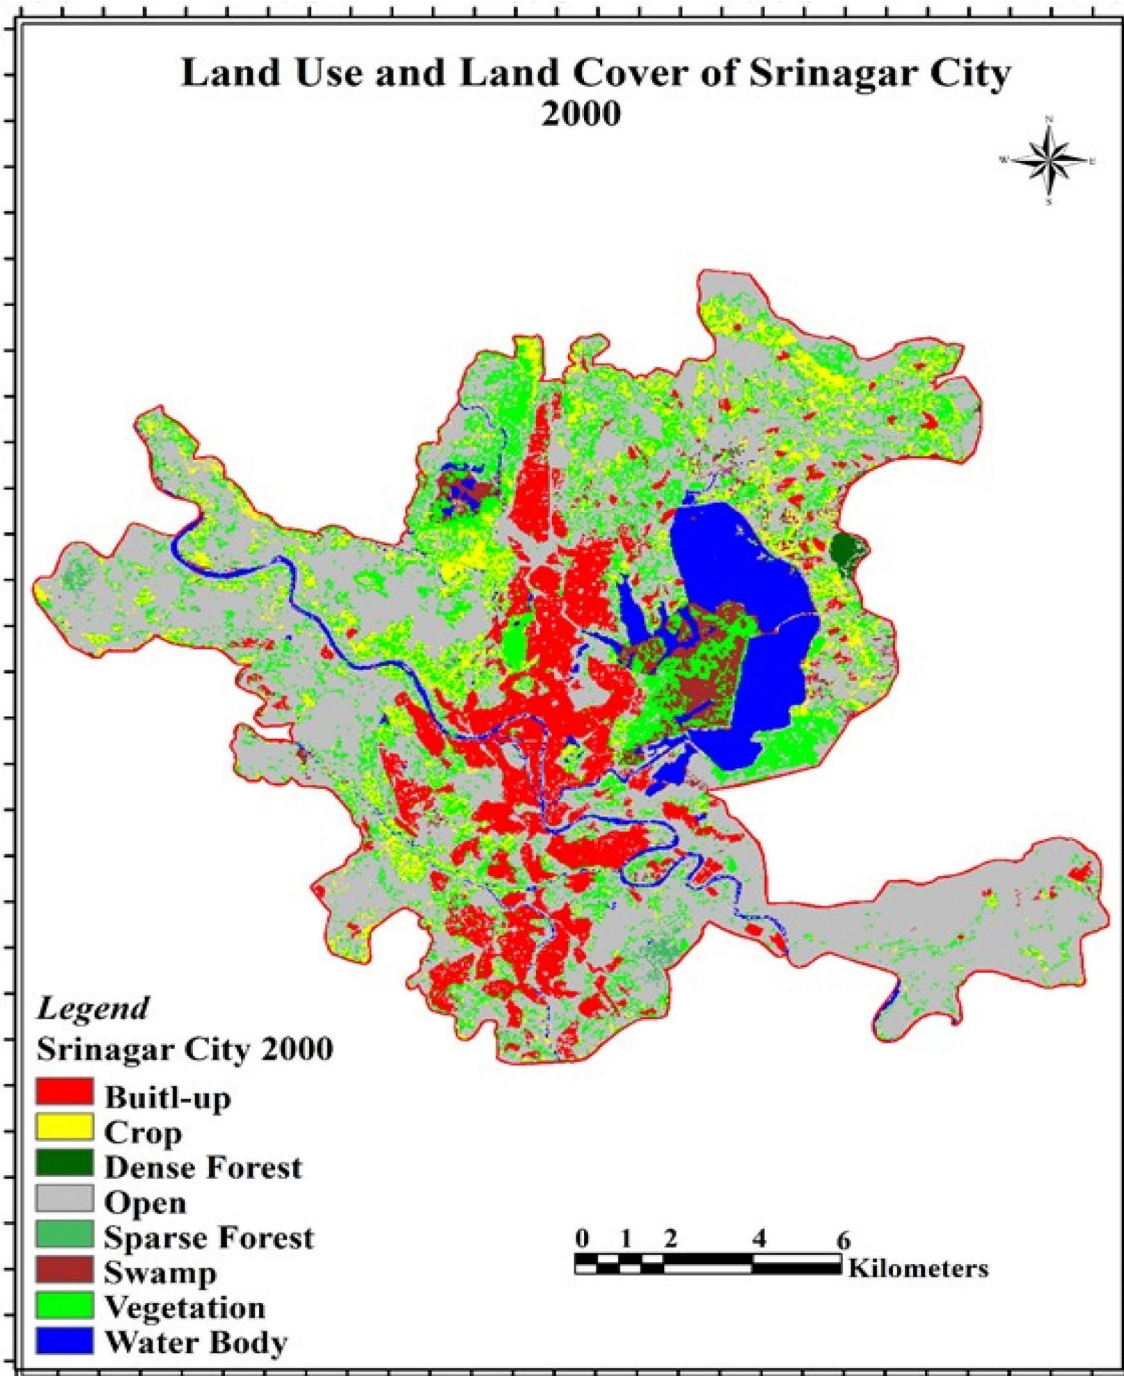 Land Use and Land Cover of Srinagar City
2000
N
W E
S
Legend
Srinagar City 2000
Buitl-up
Crop
Dense Forest
Open
Sparse Forest
Swamp
Vegetation
Water Body
0 1 2 4 6
Kilometers